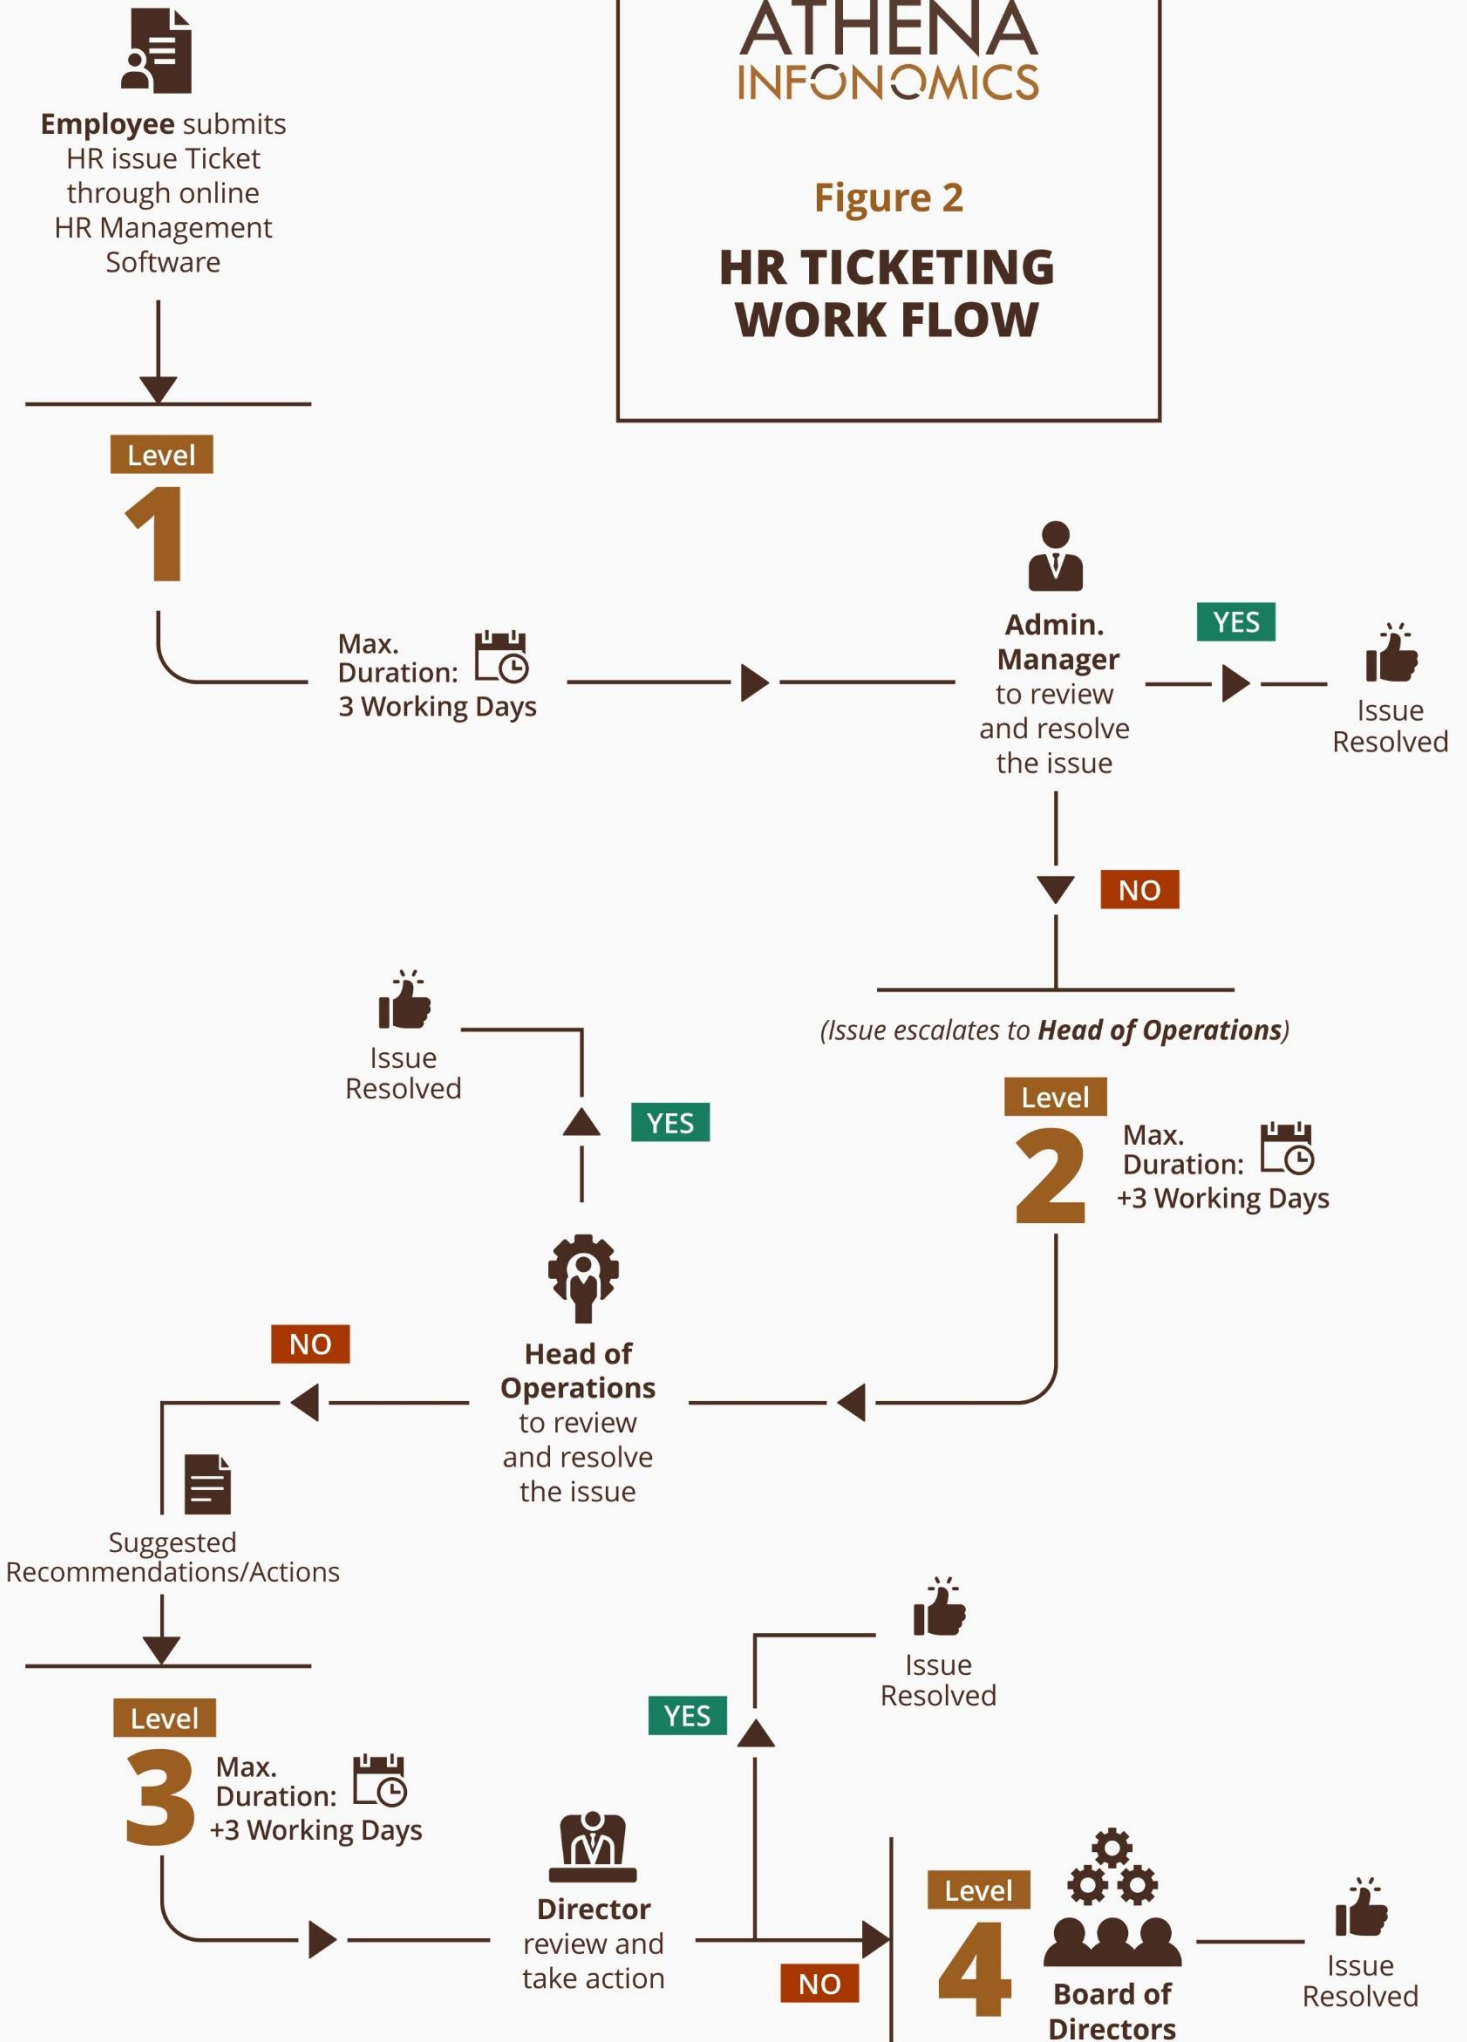 ATHENA
INFONOMICS
Figure 2
HR TICKETING
WORK FLOW
Employee submits
HR issue Ticket
through online
HR Management
Software
Level
1
Max.
Duration:
3 Working Days
Admin.
Manager
to review
and resolve
the issue
YES
Issue
Resolved
NO
(Issue escalates to Head of Operations)
Level
2
Max.
Duration:
+3 Working Days
Head of
Operations
to review
and resolve
the issue
YES
Issue
Resolved
NO
Suggested
Recommendations/Actions
Level
3
Max.
Duration:
+3 Working Days
Director
review and
take action
YES
Issue
Resolved
NO
Level
4
Board of
Directors
Issue
Resolved